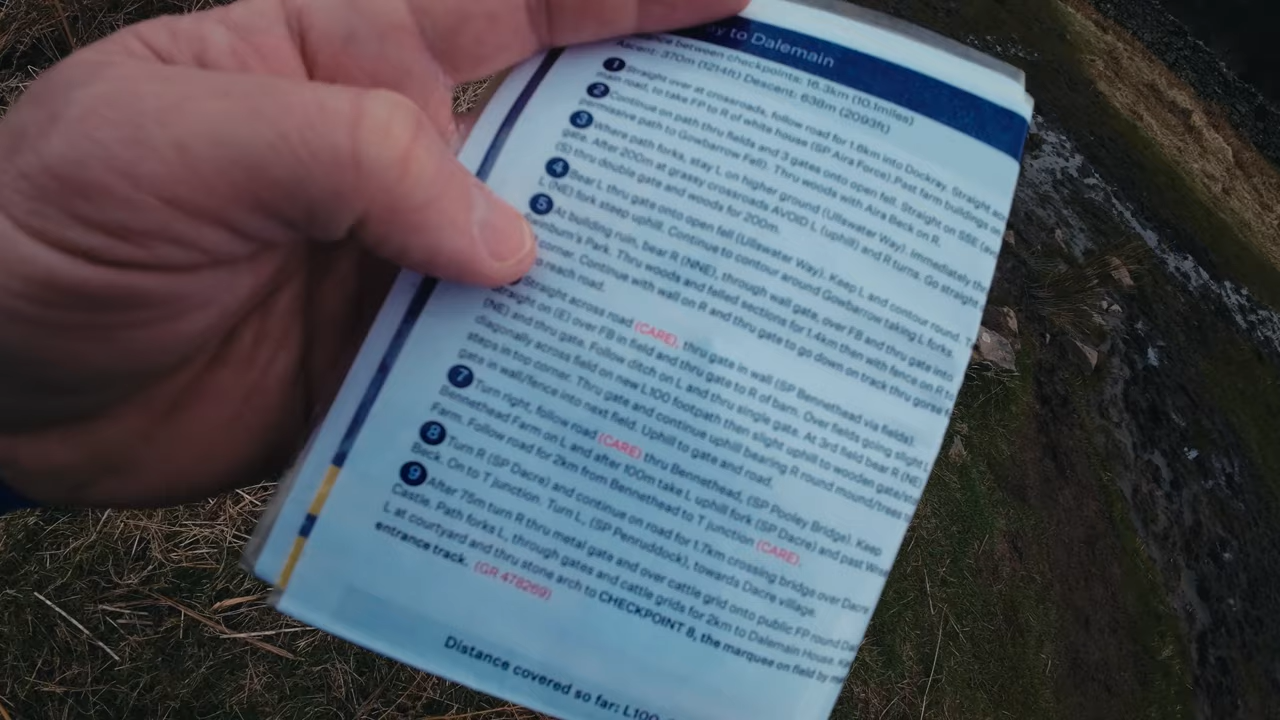 y to Dalemain
ce between checkpoints: 16.3km (10.1miles)
Ascent: 370m (1214ft) Descent: 638m (2093ft)
1 Straight over at crossroads, follow road for 1.6km into Dockray. Straight
main road, to take FP to R of white house (SP Aira Force). Past farm buildings
2 Continue on path thru fields and 3 gates onto open fell. Straight on SSE
permissive path to Gowbarrow Fell). Thru woods with Aira Beck on R.
3 Where path forks, stay L on higher ground (Ullswater Way). Immediately
gate. After 200m at grassy crossroads AVOID L (uphill) and R turns. Go straight
(S) thru double gate and woods for 200m.
4 Bear L thru gate onto open fell (Ullswater Way). Keep L and contour round.
L (NE) fork steep uphill. Continue to contour around Gowbarrow taking L forks.
5 At building ruin, bear R (NNE), through wall gate, over FB and thru gate into
Park. Thru woods and felled sections for 1.4km then with fence on R to
corner. Continue with wall on R and thru gate to go down on track thru gorse
reach road.
Straight across road (CARE), thru gate in wall (SP Bennethead via fields).
Straight on (E) over FB in field and thru gate to R of barn. Over fields going slight
(NE) and thru gate. Follow ditch on L and thru single gate. At 3rd field bear R (NE)
diagonally across field on new L100 footpath then slight uphill to wooden
steps in top corner. Thru gate and continue uphill bearing R round mound/trees
gate in wall/fence into next field. Uphill to gate and road.
7 Turn right, follow road (CARE) thru Bennethead, (SP Pooley Bridge). Keep
Bennethead Farm on L and after 100m take L uphill fork (SP Dacre) and past
Farm. Follow road for 2km from Bennethead to T junction (CARE).
8 Turn R (SP Dacre) and continue on road for 1.7km crossing bridge over Dacre
Beck. On to T junction. Turn L, (SP Penruddock), towards Dacre village.
9 After 75m turn R thru metal gate and over cattle grid onto public FP round
Castle. Path forks L, through gates and cattle grids for 2km to Dalemain House.
L at courtyard and thru stone arch to CHECKPOINT 8, the marquee on field by
entrance track. (GR 478269)
Distance covered so far: L100